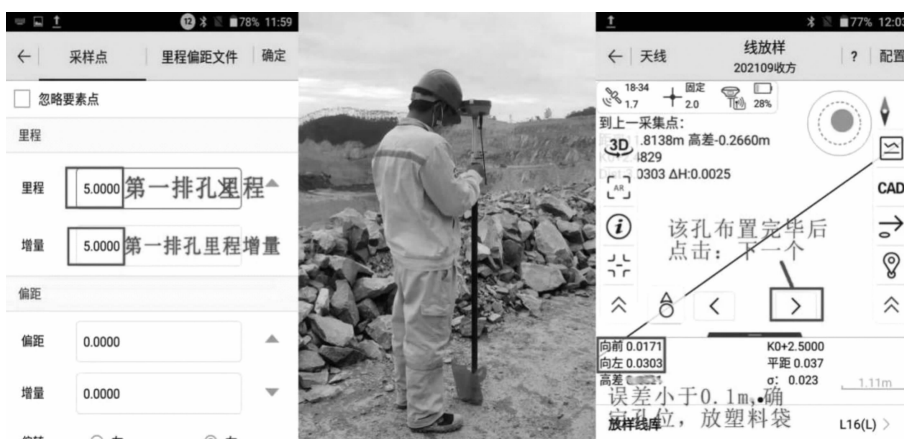 12 78% 11:59
采样点 里程偏距文件 确定
忽略要素点
里程
里程 5.0000 第一排孔里程
增量 5.0000 第一排孔里程增量
偏距
偏距 0.0000
增量 0.0000
77% 12:03
天线 线放样 ? 配置
202109收方
18-34 固定
1.7 2.0 28%
到上一采集点:
.8138m 高差-0.2660m
3D
4829
0303 ΔH:0.0025
AR
CAD
该孔布置完毕后
点击：下一个
向前 0.0171 K0+2.5000
向左 0.0303 平距 0.037
高差 σ: 0.023
1.11m
误差小于0.1m,确
定孔位，放塑料袋
放样线库 L16(L)